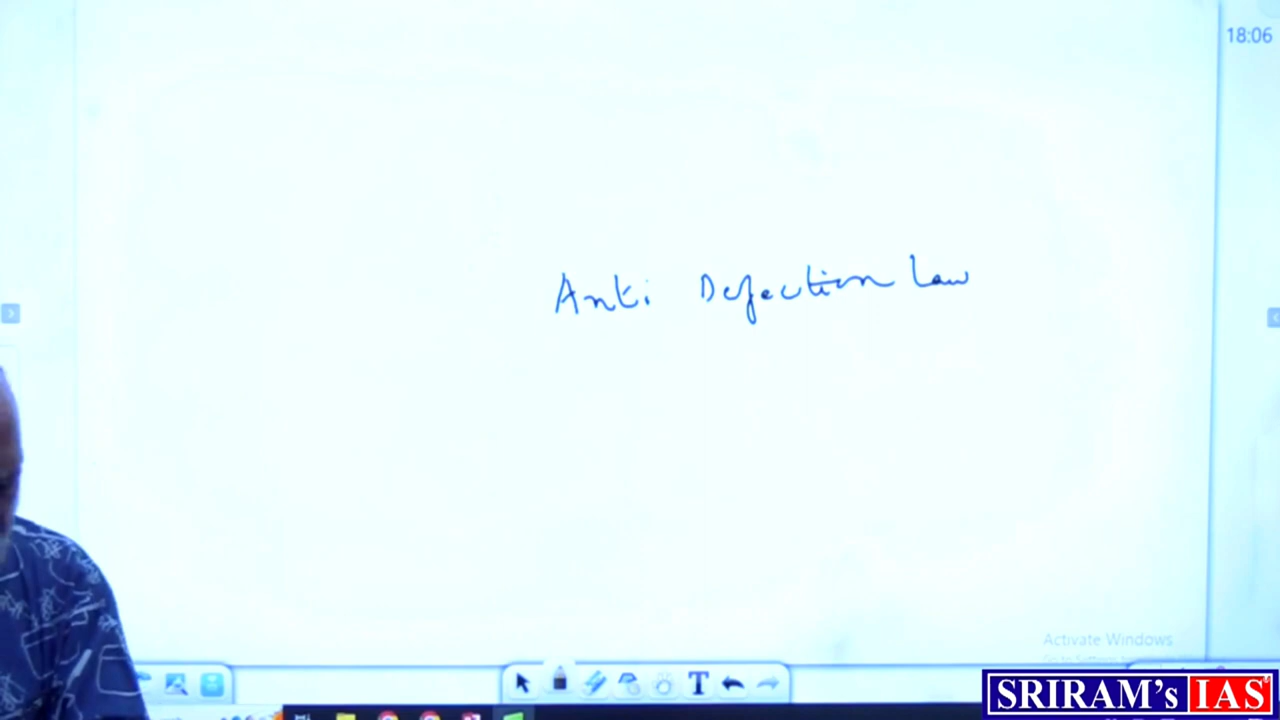 18:06
Anti Defection Law
Activate Windows
T
SRIRAM's IAS